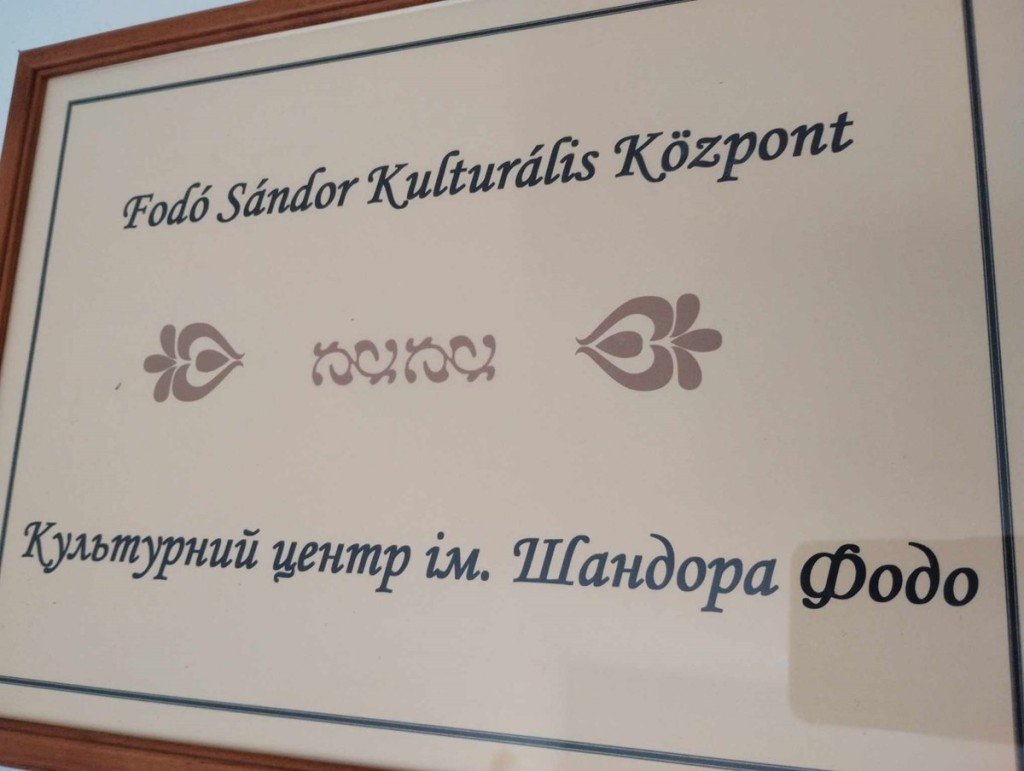 Fodó Sándor Kulturális Központ
Культурний центр ім. Шандора Фодо